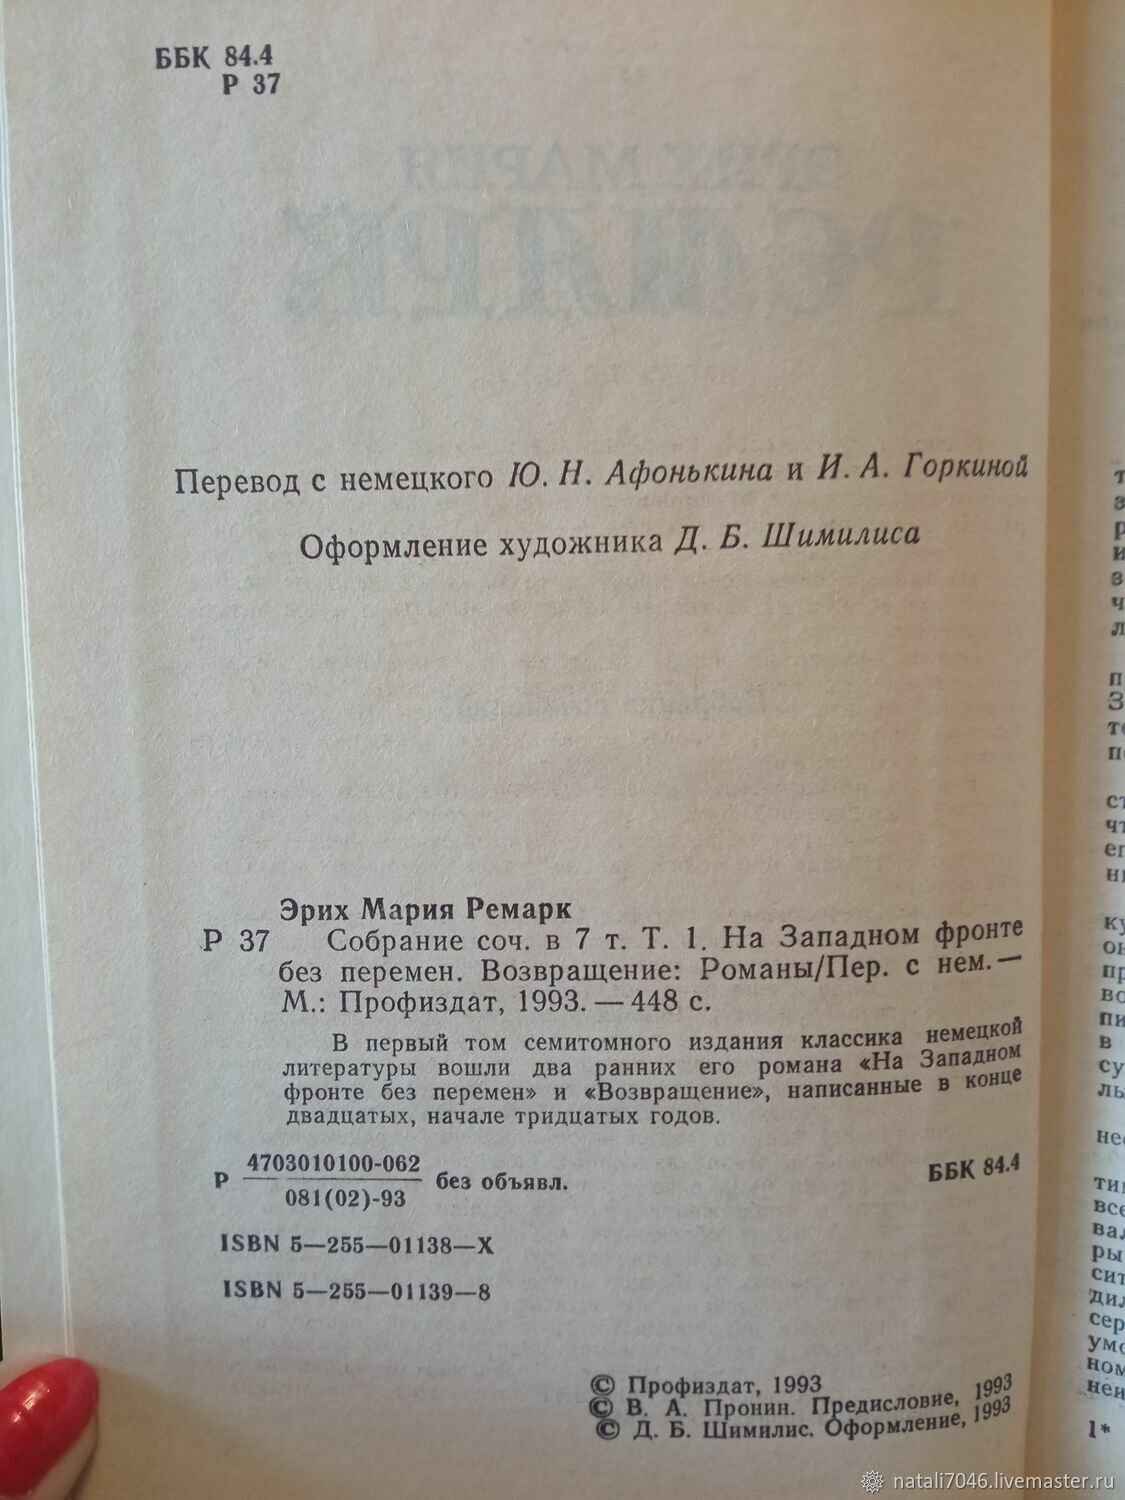 ББК 84.4
Р 37
Перевод с немецкого Ю. Н. Афонькина и И. А. Горкиной
Оформление художника Д. Б. Шимилиса
Эрих Мария Ремарк
Р 37 Собрание соч. в 7 т. Т. 1. На Западном фронте
без перемен. Возвращение: Романы/Пер. с нем. —
М.: Профиздат, 1993. — 448 с.
В первый том семитомного издания классика немецкой
литературы вошли два ранних его романа «На Западном
фронте без перемен» и «Возвращение», написанные в конце
двадцатых, начале тридцатых годов.
4703010100-062
Р без объявл. ББК 84.4
081(02)-93
ISBN 5—255—01138—X
ISBN 5—255—01139—8
© Профиздат, 1993
© В. А. Пронин. Предисловие, 1993
© Д. Б. Шимилис. Оформление, 1993
1*
natali7046.livemaster.ru